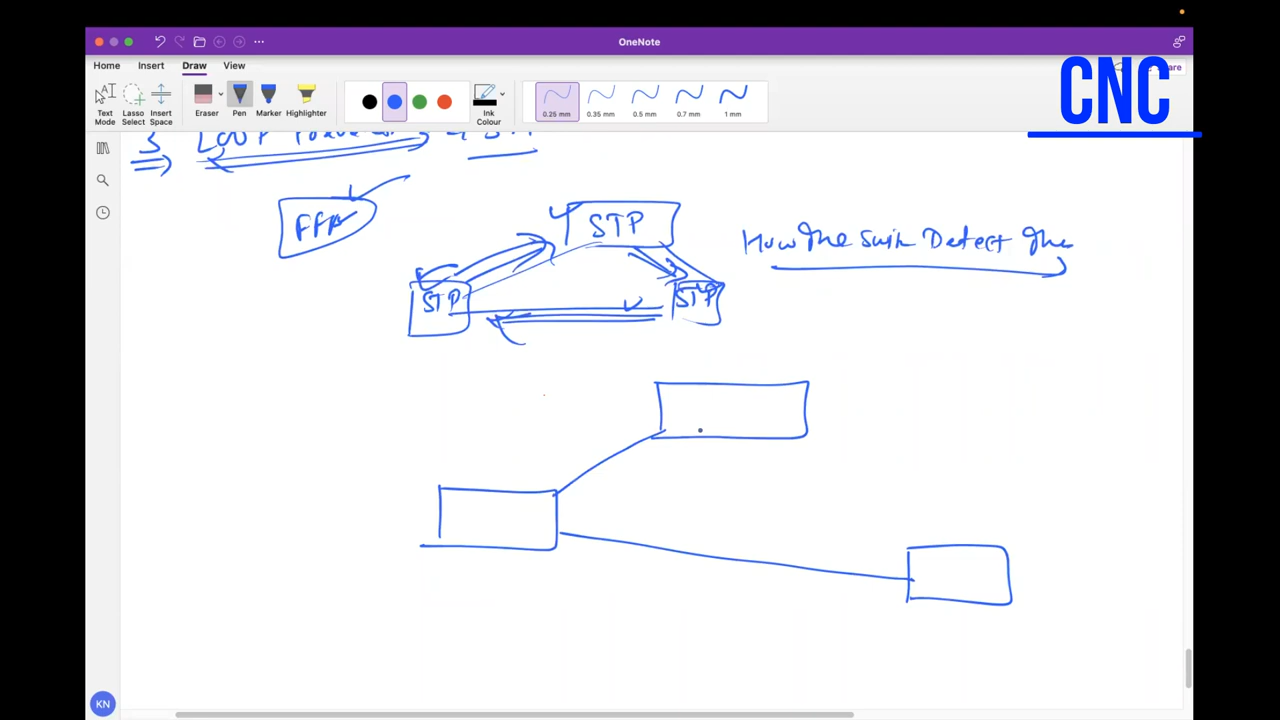 OneNote
Home Insert Draw View
CNC
Text Mode
Lasso Select
Insert Space
Eraser
Pen
Marker
Highlighter
Ink Colour
0.25 mm
0.35 mm
0.5 mm
0.7 mm
1 mm
3 LOOP
STP
How The Detect The
STP STP
KN